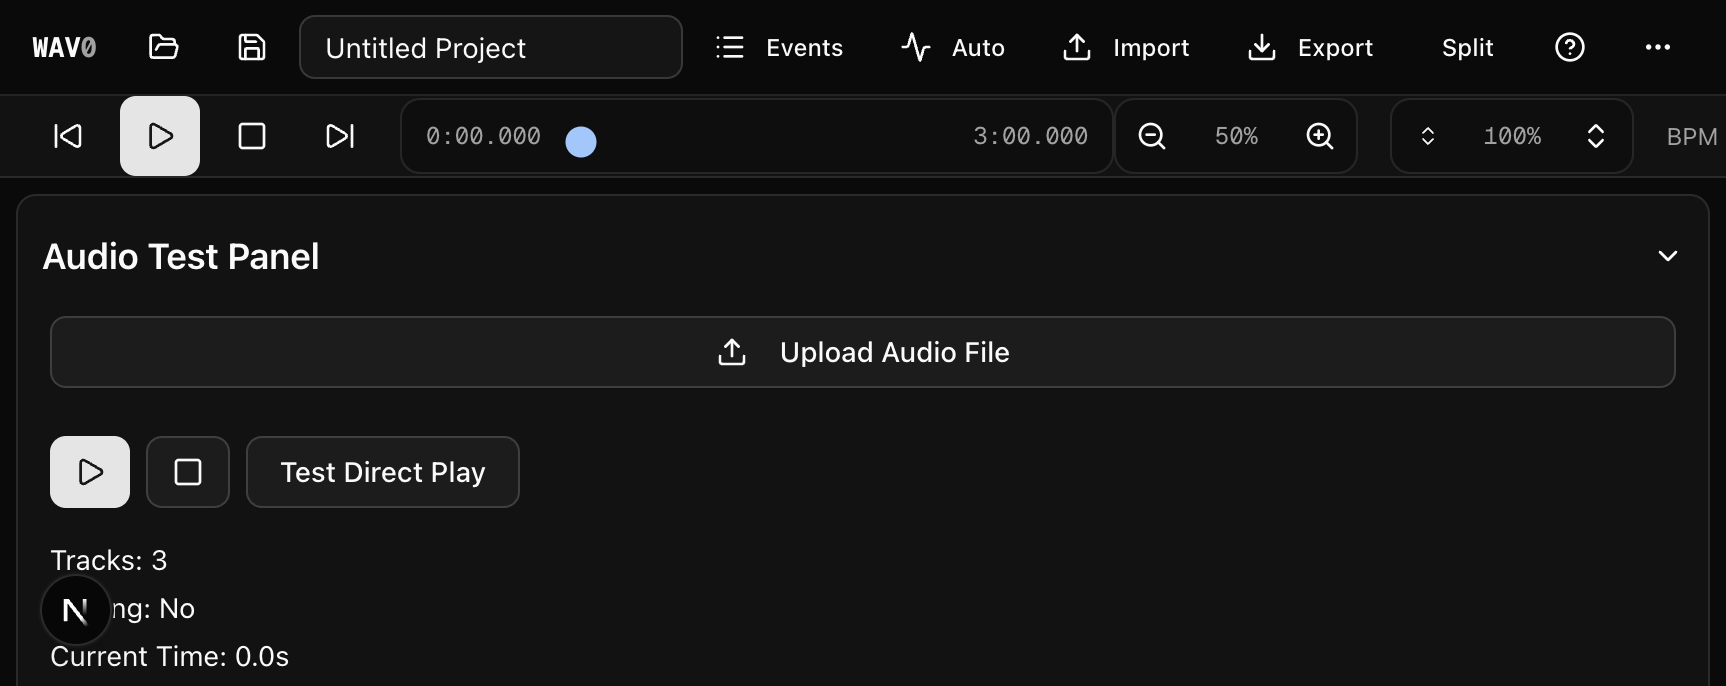 WAV0 Untitled Project Events Auto Import Export Split
0:00.000 3:00.000 50% 100% BPM
Audio Test Panel
Upload Audio File
Test Direct Play
Tracks: 3
ng: No
Current Time: 0.0s